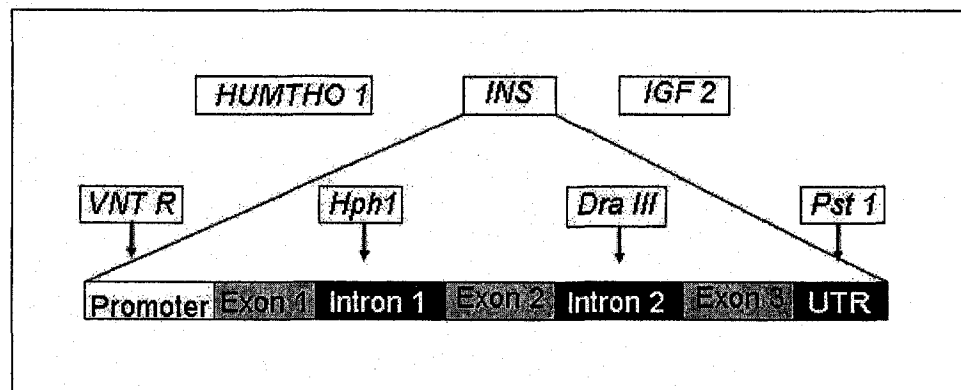 HUMTHO 1 INS IGF 2
VNT R Hph1 Dra III Pst 1
Promoter Exon 1 Intron 1 Exon 2 Intron 2 Exon 3 UTR